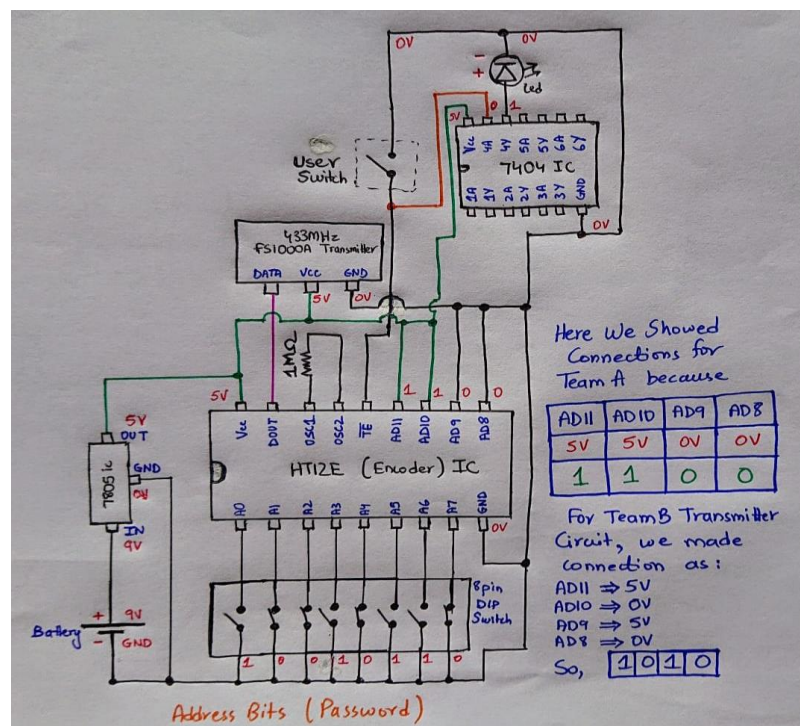 0V 0V
- +
Led
5V 0 1
Vcc 4A 4Y 5A 5Y 6A 6Y
7404 IC
1A 1Y 2A 2Y 3A 3Y GND
0V
User
Switch
433MHz
FS1000A Transmitter
DATA VCC GND
5V 0V
1MΩ
5V 1 1 0 0
Vcc DOUT OSC1 OSC2 TE AD11 AD10 AD9 AD8
HT12E (Encoder) IC
A0 A1 A2 A3 A4 A5 A6 A7 GND
0V
5V
OUT
GND
0V
7805 ic
IN
9V
8pin
DIP
Switch
1 0 0 1 0 1 1 0
Battery + 9V
- GND
Address Bits (Password)
Here We Showed
Connections for
Team A because
AD11 AD10 AD9 AD8
5V 5V 0V 0V
1 1 0 0
For Team B Transmitter
Circuit, we made
connection as:
AD11 ⇒ 5V
AD10 ⇒ 0V
AD9 ⇒ 5V
AD8 ⇒ 0V
So, 1 0 1 0